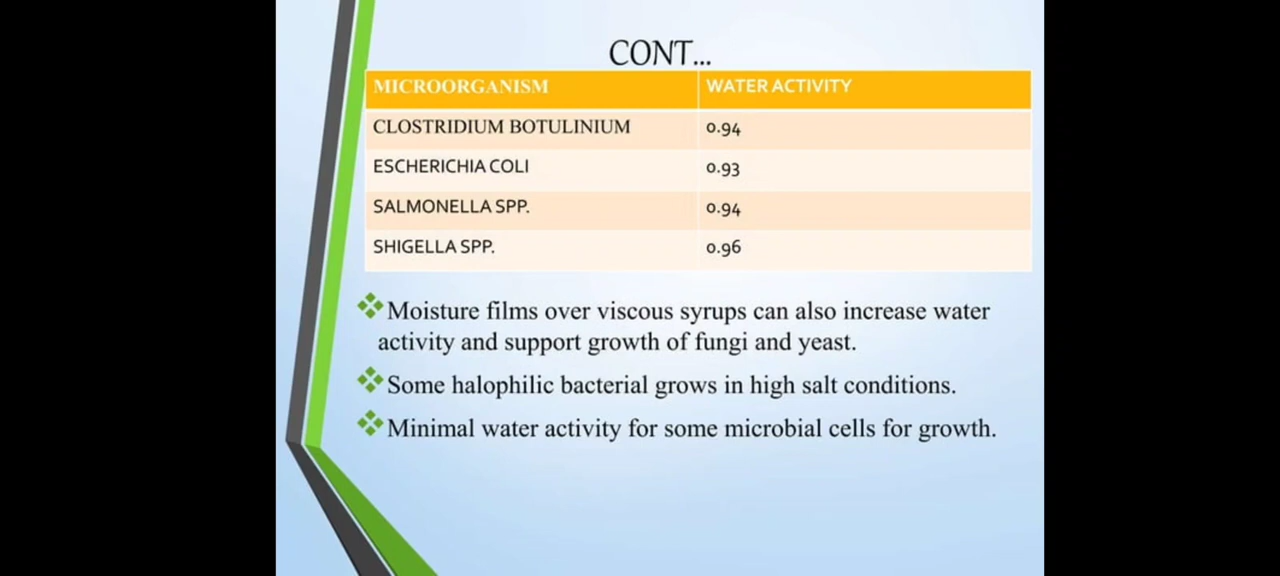 CONT...
MICROORGANISM WATER ACTIVITY
CLOSTRIDIUM BOTULINIUM 0.94
ESCHERICHIA COLI 0.93
SALMONELLA SPP. 0.94
SHIGELLA SPP. 0.96
Moisture films over viscous syrups can also increase water
activity and support growth of fungi and yeast.
Some halophilic bacterial grows in high salt conditions.
Minimal water activity for some microbial cells for growth.